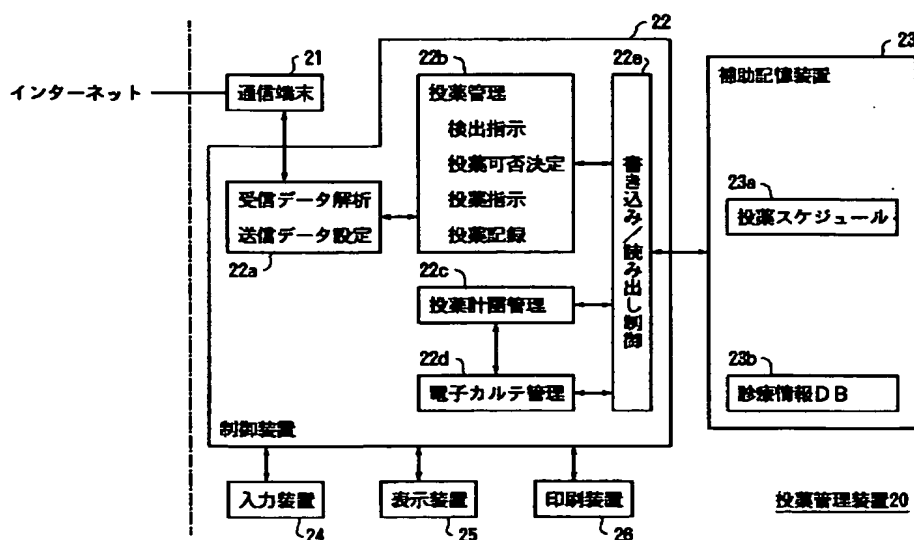 22
23
21
22b
22e
補助記憶装置
インターネット
通信端末
投薬管理
検出指示
投薬可否決定
投薬指示
投薬記録
書き込み/読み出し制御
23a
投薬スケジュール
受信データ解析
送信データ設定
22a
22c
投薬計画管理
22d
電子カルテ管理
23b
診療情報DB
制御装置
入力装置
表示装置
印刷装置
投薬管理装置20
24
25
26